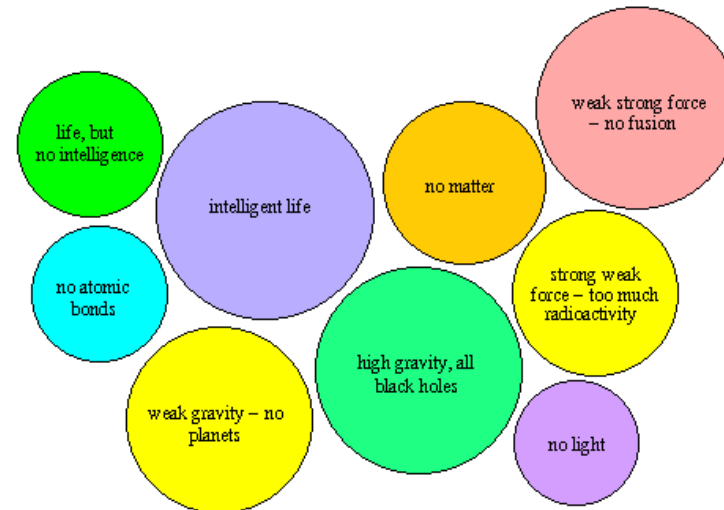 weak strong force
– no fusion
life, but
no intelligence
intelligent life
no matter
no atomic
bonds
strong weak
force – too much
radioactivity
high gravity, all
black holes
weak gravity – no
planets
no light